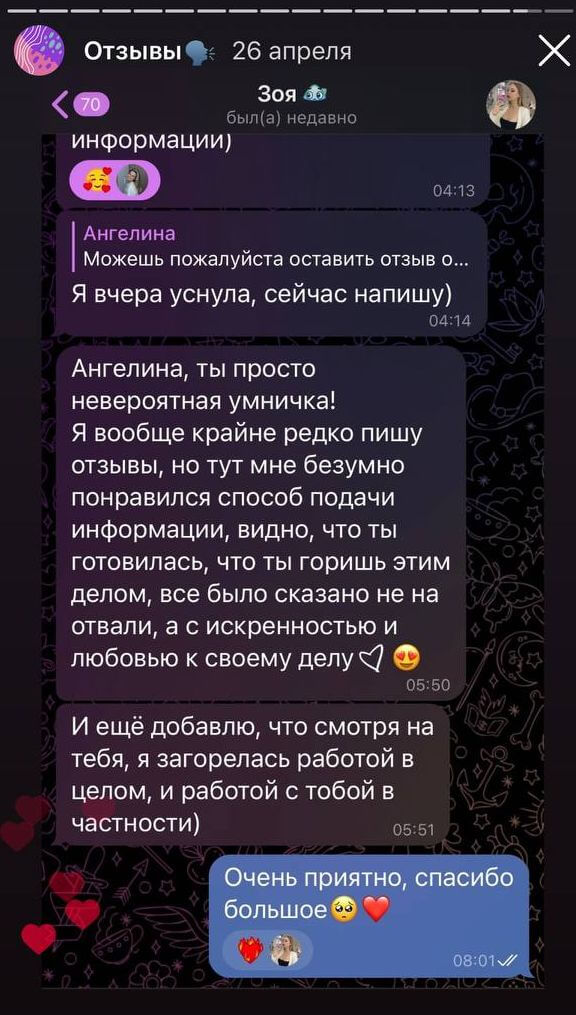 Отзывы🗣 26 апреля
70
Зоя
был(а) недавно
информации)
04:13
Ангелина
Можешь пожалуйста оставить отзыв о...
Я вчера уснула, сейчас напишу)
04:14
Ангелина, ты просто
невероятная умничка!
Я вообще крайне редко пишу
отзывы, но тут мне безумно
понравился способ подачи
информации, видно, что ты
готовилась, что ты горишь этим
делом, все было сказано не на
отвали, а с искренностью и
любовью к своему делу🤍😍
05:50
И ещё добавлю, что смотря на
тебя, я загорелась работой в
целом, и работой с тобой в
частности)
05:51
Очень приятно, спасибо
большое🥺❤️
08:01